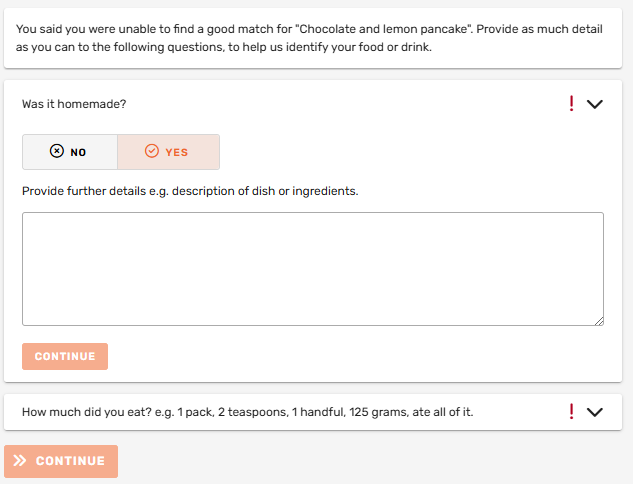 You said you were unable to find a good match for "Chocolate and lemon pancake". Provide as much detail
as you can to the following questions, to help us identify your food or drink.
Was it homemade?
NO YES
Provide further details e.g. description of dish or ingredients.
CONTINUE
How much did you eat? e.g. 1 pack, 2 teaspoons, 1 handful, 125 grams, ate all of it.
CONTINUE